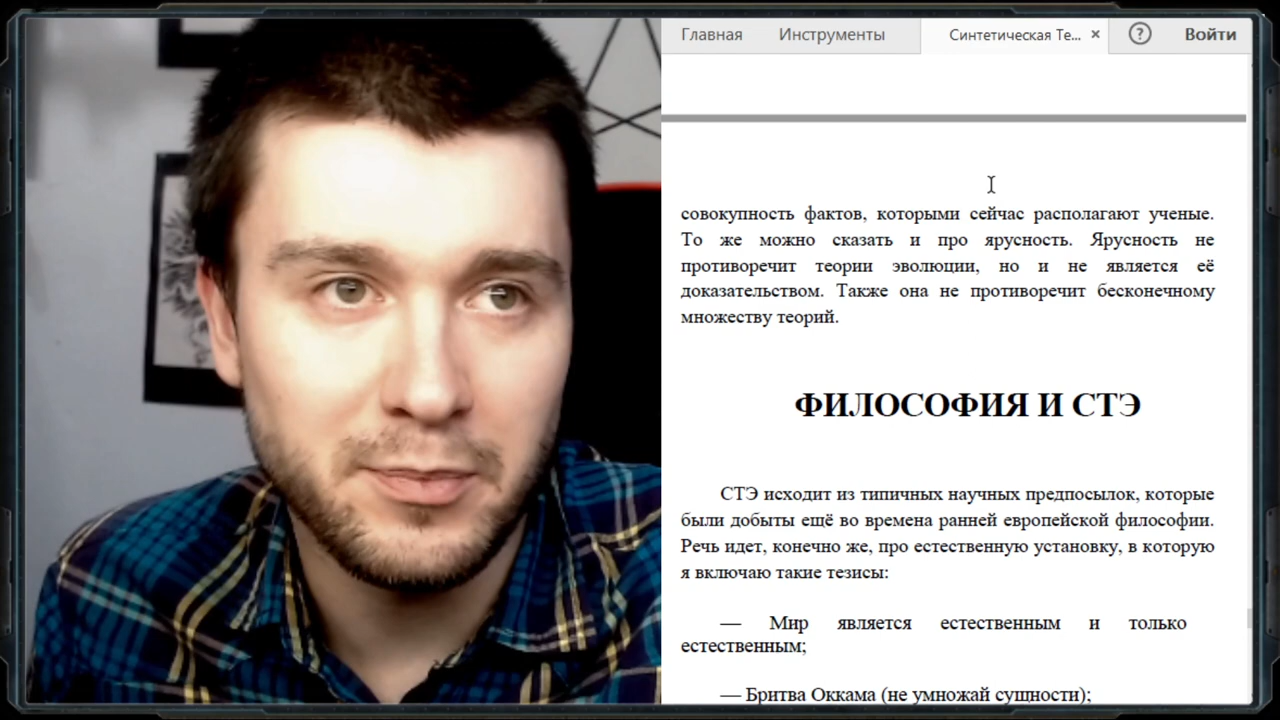 Главная Инструменты Синтетическая Те... × ? Войти
совокупность фактов, которыми сейчас располагают ученые.
То же можно сказать и про ярусность. Ярусность не
противоречит теории эволюции, но и не является её
доказательством. Также она не противоречит бесконечному
множеству теорий.
ФИЛОСОФИЯ И СТЭ
СТЭ исходит из типичных научных предпосылок, которые
были добыты ещё во времена ранней европейской философии.
Речь идет, конечно же, про естественную установку, в которую
я включаю такие тезисы:
— Мир является естественным и только
естественным;
— Бритва Оккама (не умножай сущности);